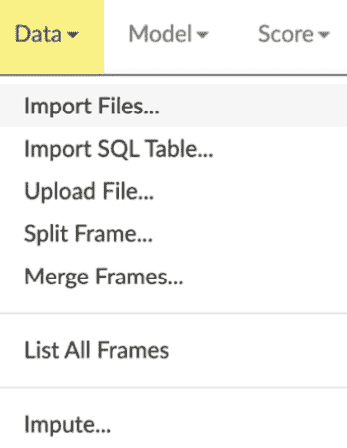 Data Model Score
Import Files...
Import SQL Table...
Upload File...
Split Frame...
Merge Frames...
List All Frames
Impute...